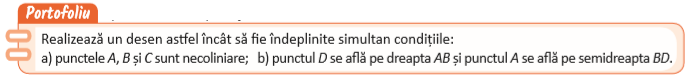 Portofoliu
Realizează un desen astfel încât să fie îndeplinite simultan condițiile:
a) punctele A, B și C sunt necoliniare; b) punctul D se află pe dreapta AB și punctul A se află pe semidreapta BD.